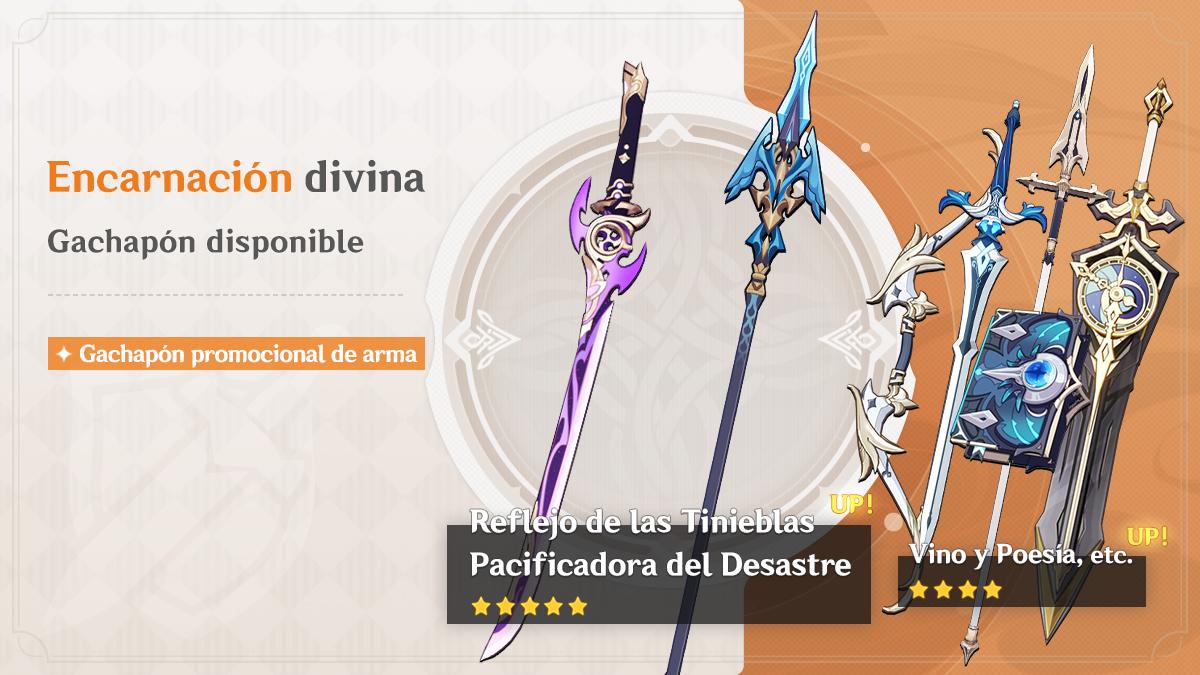 Encarnación divina
Gachapón disponible
✦ Gachapón promocional de arma
UP!
Reflejo de las Tinieblas
Pacificadora del Desastre
★★★★★
UP!
Vino y Poesía, etc.
★★★★